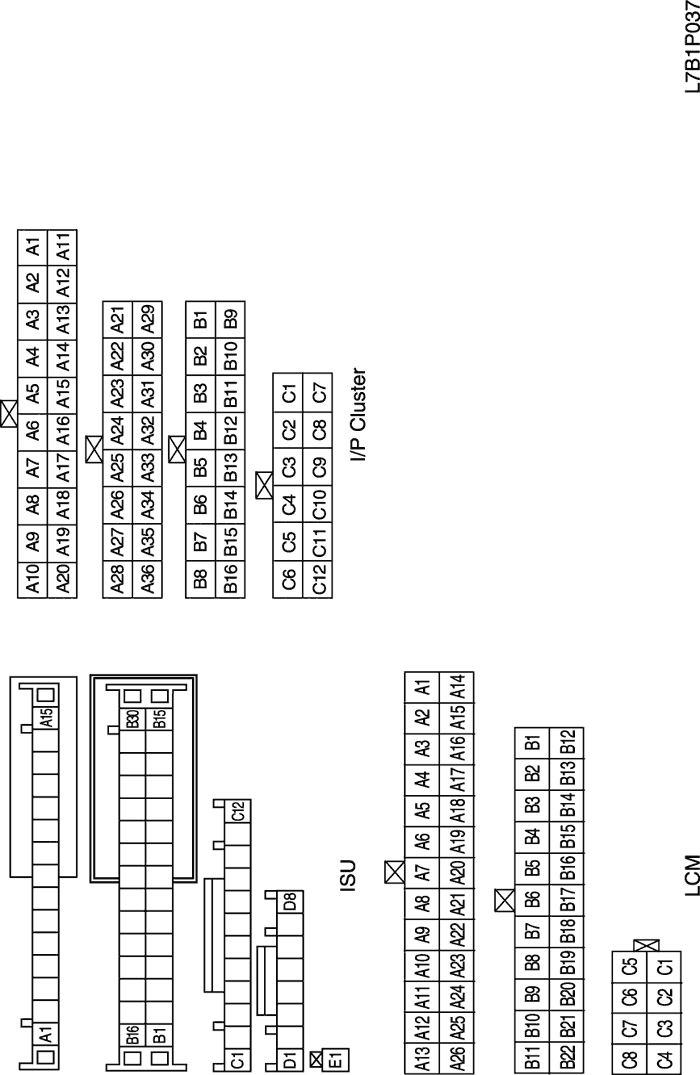 A1 A15
B16 B30
B1 B15
C1 C12
D1 D8
E1
ISU
A10 A9 A8 A7 A6 A5 A4 A3 A2 A1
A20 A19 A18 A17 A16 A15 A14 A13 A12 A11
A28 A27 A26 A25 A24 A23 A22 A21
A36 A35 A34 A33 A32 A31 A30 A29
B8 B7 B6 B5 B4 B3 B2 B1
B16 B15 B14 B13 B12 B11 B10 B9
C6 C5 C4 C3 C2 C1
C12 C11 C10 C9 C8 C7
I/P Cluster
A13 A12 A11 A10 A9 A8 A7 A6 A5 A4 A3 A2 A1
A26 A25 A24 A23 A22 A21 A20 A19 A18 A17 A16 A15 A14
B11 B10 B9 B8 B7 B6 B5 B4 B3 B2 B1
B22 B21 B20 B19 B18 B17 B16 B15 B14 B13 B12
C8 C7 C6 C5
C4 C3 C2 C1
LCM
L7B1P037